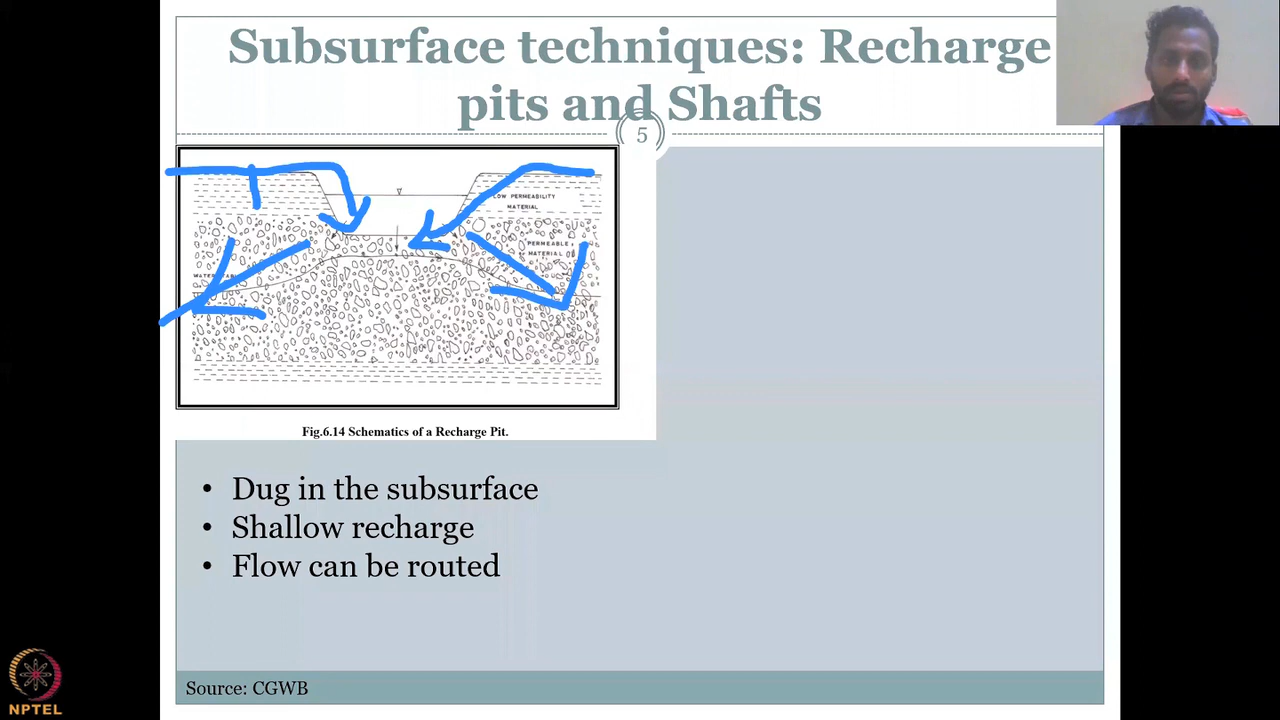 Subsurface techniques: Recharge
pits and Shafts
5
LOW PERMEABILITY
MATERIAL
PERMEABLE
MATERIAL
Fig.6.14 Schematics of a Recharge Pit.
• Dug in the subsurface
• Shallow recharge
• Flow can be routed
Source: CGWB
NPTEL